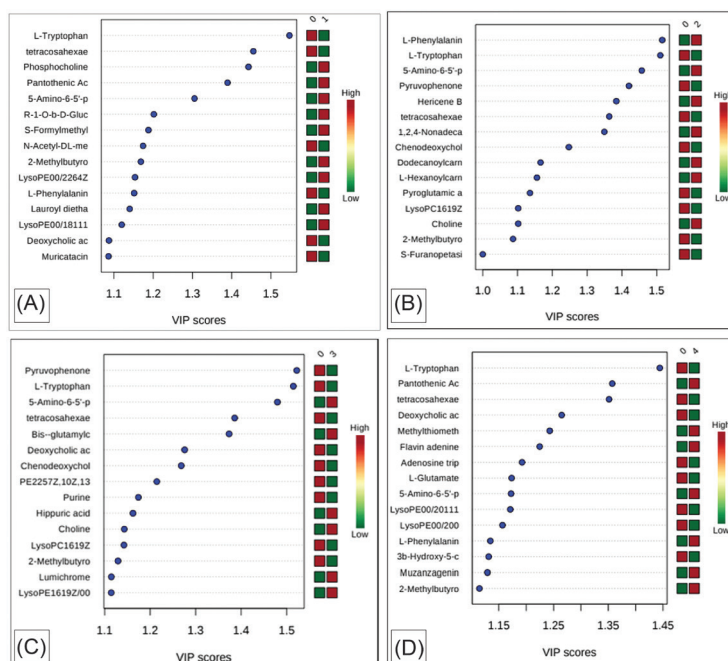 0 1
L-Tryptophan
tetracosahexae
Phosphocholine
Pantothenic Ac
5-Amino-6-5'-p
R-1-O-b-D-Gluc
S-Formylmethyl
N-Acetyl-DL-me
2-Methylbutyro
LysoPE00/2264Z
L-Phenylalanin
Lauroyl dietha
LysoPE00/18111
Deoxycholic ac
Muricatacin
High
Low
1.1 1.2 1.3 1.4 1.5
VIP scores
(A)
0 2
L-Phenylalanin
L-Tryptophan
5-Amino-6-5'-p
Pyruvophenone
Hericene B
tetracosahexae
1,2,4-Nonadeca
Chenodeoxychol
Dodecanoylcarn
L-Hexanoylcarn
Pyroglutamic a
LysoPC1619Z
Choline
2-Methylbutyro
S-Furanopetasi
High
Low
1.0 1.1 1.2 1.3 1.4 1.5
VIP scores
(B)
0 3
Pyruvophenone
L-Tryptophan
5-Amino-6-5'-p
tetracosahexae
Bis--glutamylc
Deoxycholic ac
Chenodeoxychol
PE2257Z,10Z,13
Purine
Hippuric acid
Choline
LysoPC1619Z
2-Methylbutyro
Lumichrome
LysoPE1619Z/00
High
Low
1.1 1.2 1.3 1.4 1.5
VIP scores
(C)
0 4
L-Tryptophan
Pantothenic Ac
tetracosahexae
Deoxycholic ac
Methylthiometh
Flavin adenine
Adenosine trip
L-Glutamate
5-Amino-6-5'-p
LysoPE00/20111
LysoPE00/200
L-Phenylalanin
3b-Hydroxy-5-c
Muzanzagenin
2-Methylbutyro
High
Low
1.15 1.25 1.35 1.45
VIP scores
(D)